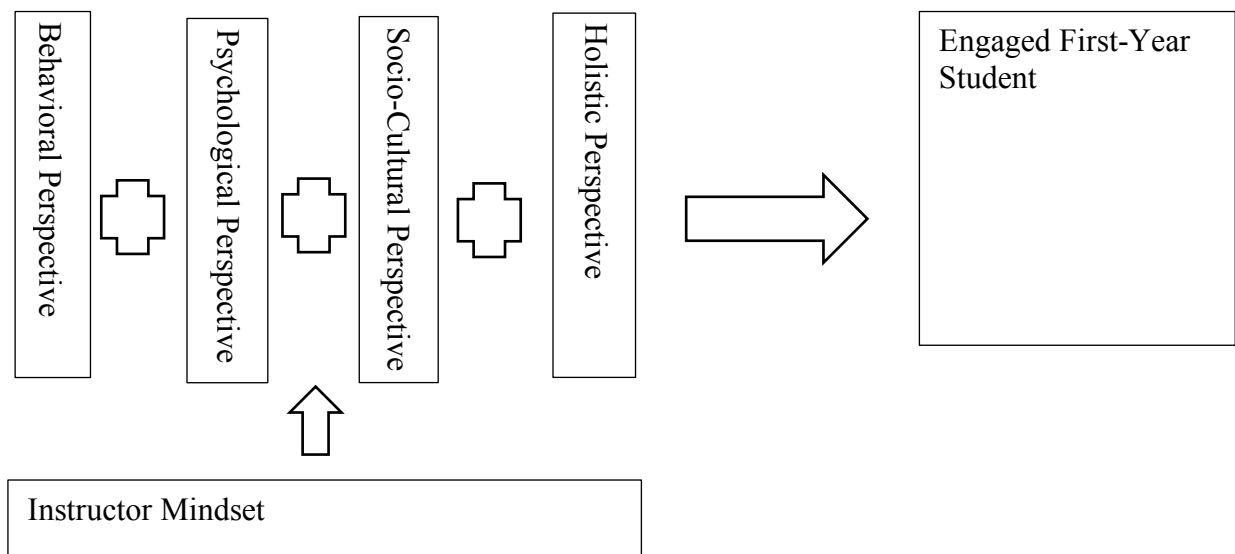 Behavioral Perspective
Psychological Perspective
Socio-Cultural Perspective
Holistic Perspective
Engaged First-Year
Student
Instructor Mindset